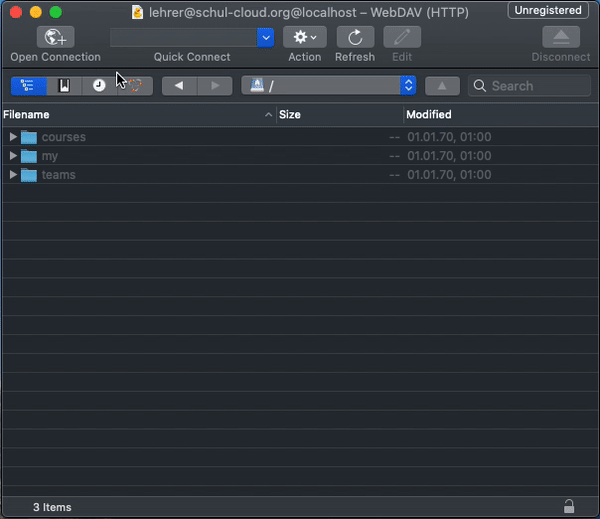 lehrer@schul-cloud.org@localhost – WebDAV (HTTP)
Unregistered
Open Connection
Quick Connect
Action
Refresh
Edit
Disconnect
/
Search
Filename
Size
Modified
courses -- 01.01.70, 01:00
my -- 01.01.70, 01:00
teams -- 01.01.70, 01:00
3 Items